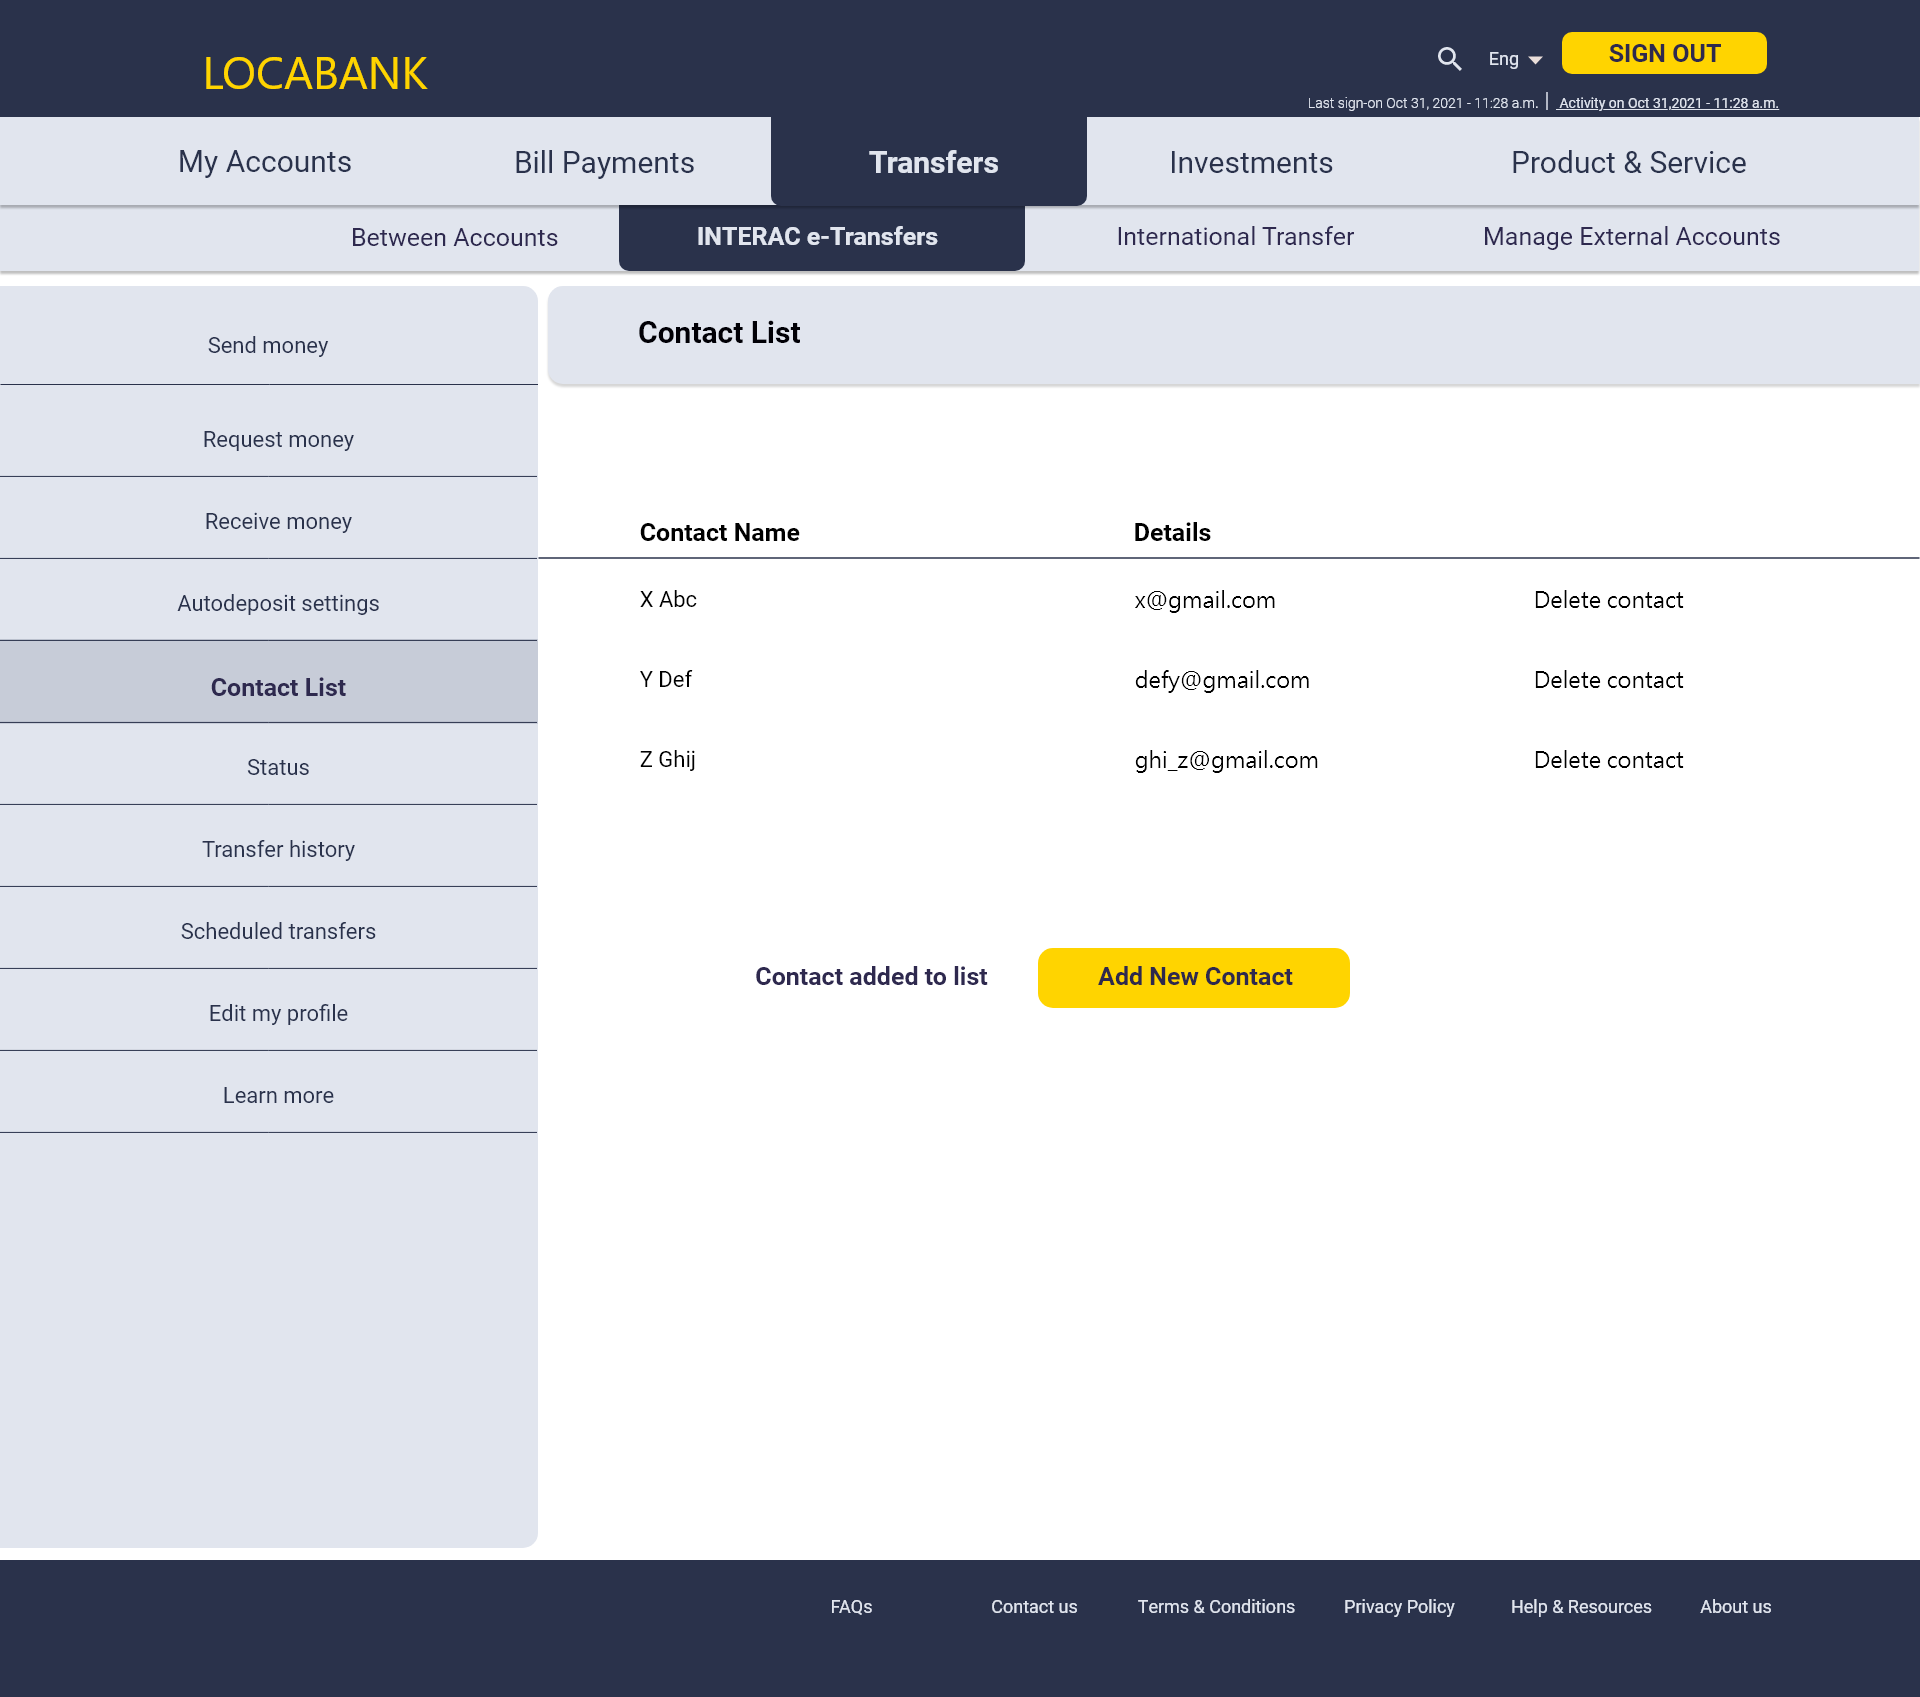 LOCABANK
Eng
SIGN OUT
Last sign-on Oct 31, 2021 - 11:28 a.m. | Activity on Oct 31,2021 - 11:28 a.m.
My Accounts
Bill Payments
Transfers
Investments
Product & Service
Between Accounts
INTERAC e-Transfers
International Transfer
Manage External Accounts
Send money
Request money
Receive money
Autodeposit settings
Contact List
Status
Transfer history
Scheduled transfers
Edit my profile
Learn more
Contact List
Contact Name Details
X Abc x@gmail.com Delete contact
Y Def defy@gmail.com Delete contact
Z Ghij ghi_z@gmail.com Delete contact
Contact added to list
Add New Contact
FAQs
Contact us
Terms & Conditions
Privacy Policy
Help & Resources
About us